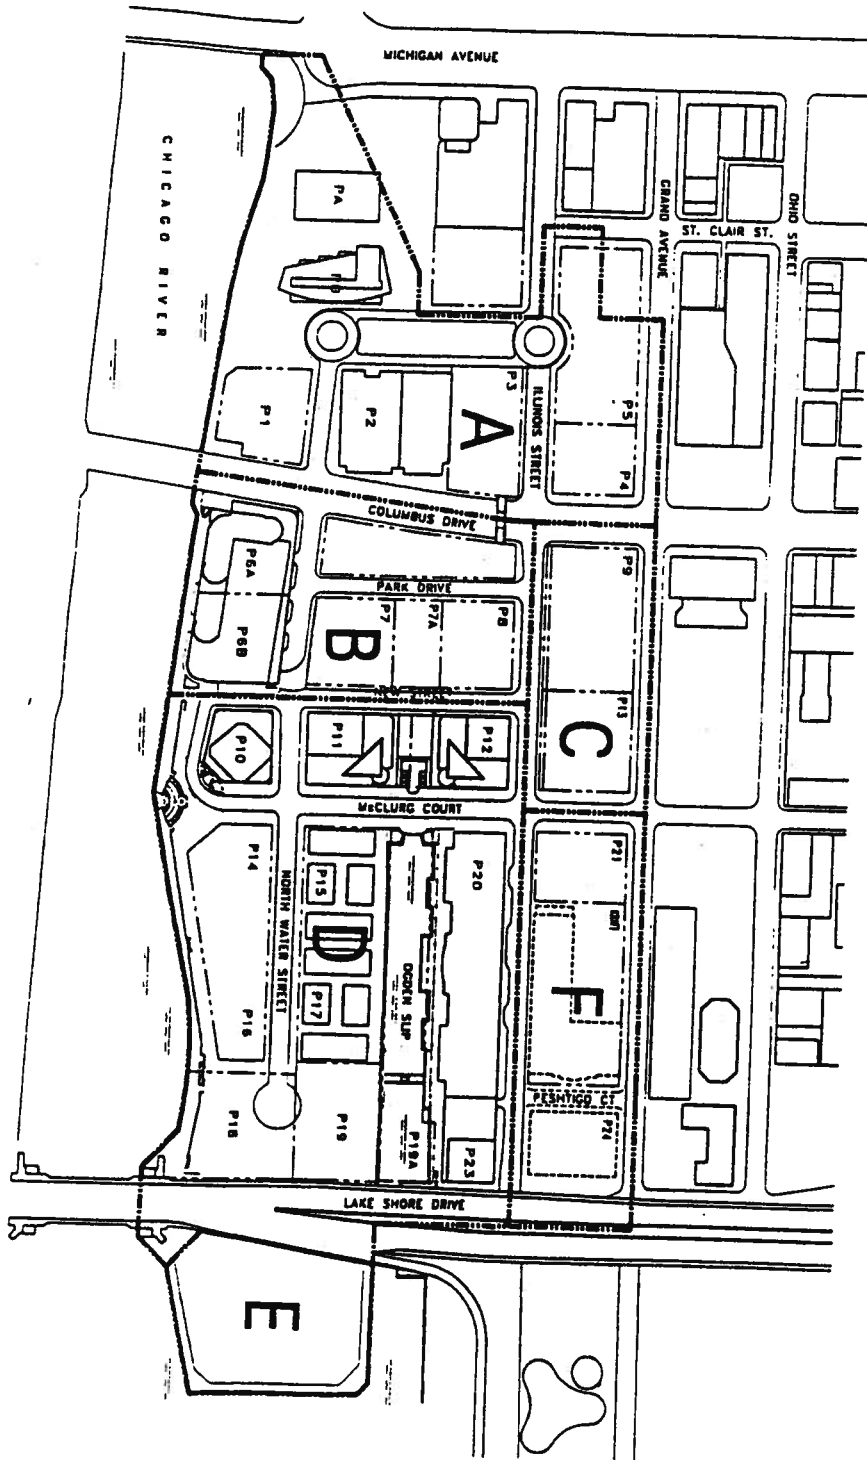 MICHIGAN AVENUE
CHICAGO RIVER
GRAND AVENUE
OHIO STREET
ST. CLAIR ST.
PA
P3
ILLINOIS STREET
P5
P1
P2
A
P4
COLUMBUS DRIVE
P6A
PARK DRIVE
P9
P6B
P7
P7A
P8
B
P13
C
P10
P11
P12
McCLURG COURT
P14
P15
P20
P21
NORTH WATER STREET
D
OGDEN SLIP
F
P16
P17
PESHTIGO CT
P18
P19
P19A
P23
P24
LAKE SHORE DRIVE
E